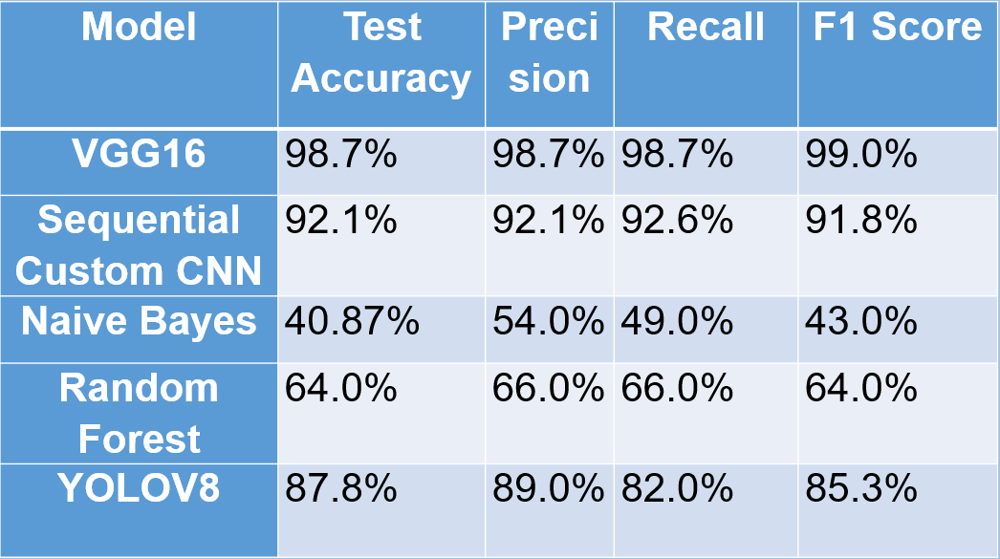 Model Test Preci Recall F1 Score
Accuracy sion
VGG16 98.7% 98.7% 98.7% 99.0%
Sequential 92.1% 92.1% 92.6% 91.8%
Custom CNN
Naive Bayes 40.87% 54.0% 49.0% 43.0%
Random 64.0% 66.0% 66.0% 64.0%
Forest
YOLOV8 87.8% 89.0% 82.0% 85.3%